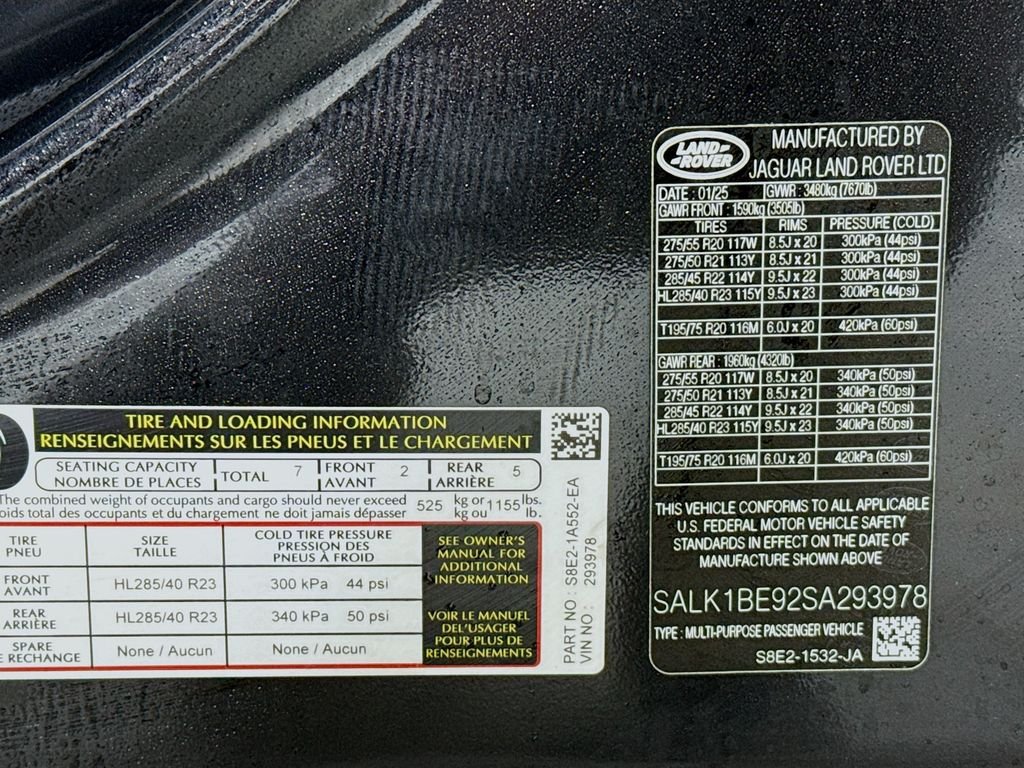 TIRE AND LOADING INFORMATION
RENSEIGNEMENTS SUR LES PNEUS ET LE CHARGEMENT
SEATING CAPACITY
NOMBRE DE PLACES
TOTAL 7
FRONT
AVANT 2
REAR
ARRIÈRE 5
The combined weight of occupants and cargo should never exceed 525 kg or 1155 lbs.
total des occupants et du chargement ne doit jamais dépasser kg ou lb.
TIRE
PNEU
SIZE
TAILLE
COLD TIRE PRESSURE
PRESSION DES
PNEUS À FROID
FRONT
AVANT
HL285/40 R23
300 kPa 44 psi
REAR
ARRIÈRE
HL285/40 R23
340 kPa 50 psi
SPARE
RECHANGE
None / Aucun
None / Aucun
SEE OWNER'S
MANUAL FOR
ADDITIONAL
INFORMATION
VOIR LE MANUEL
DEL'USAGER
POUR PLUS DE
RENSEIGNEMENTS
PART NO : S8E2-1A552-EA
VIN NO : 293978
LAND-
-ROVER
MANUFACTURED BY
JAGUAR LAND ROVER LTD
DATE : 01/25 GVWR : 3480kg (7670lb)
GAWR FRONT : 1590kg (3505lb)
TIRES RIMS PRESSURE (COLD)
275/55 R20 117W 8.5J x 20 300kPa (44psi)
275/50 R21 113Y 8.5J x 21 300kPa (44psi)
285/45 R22 114Y 9.5J x 22 300kPa (44psi)
HL285/40 R23 115Y 9.5J x 23 300kPa (44psi)
T195/75 R20 116M 6.0J x 20 420kPa (60psi)
GAWR REAR : 1960kg (4320lb)
275/55 R20 117W 8.5J x 20 340kPa (50psi)
275/50 R21 113Y 8.5J x 21 340kPa (50psi)
285/45 R22 114Y 9.5J x 22 340kPa (50psi)
HL285/40 R23 115Y 9.5J x 23 340kPa (50psi)
T195/75 R20 116M 6.0J x 20 420kPa (60psi)
THIS VEHICLE CONFORMS TO ALL APPLICABLE
U.S. FEDERAL MOTOR VEHICLE SAFETY
STANDARDS IN EFFECT ON THE DATE OF
MANUFACTURE SHOWN ABOVE
SALK1BE92SA293978
TYPE : MULTI-PURPOSE PASSENGER VEHICLE
S8E2-1532-JA